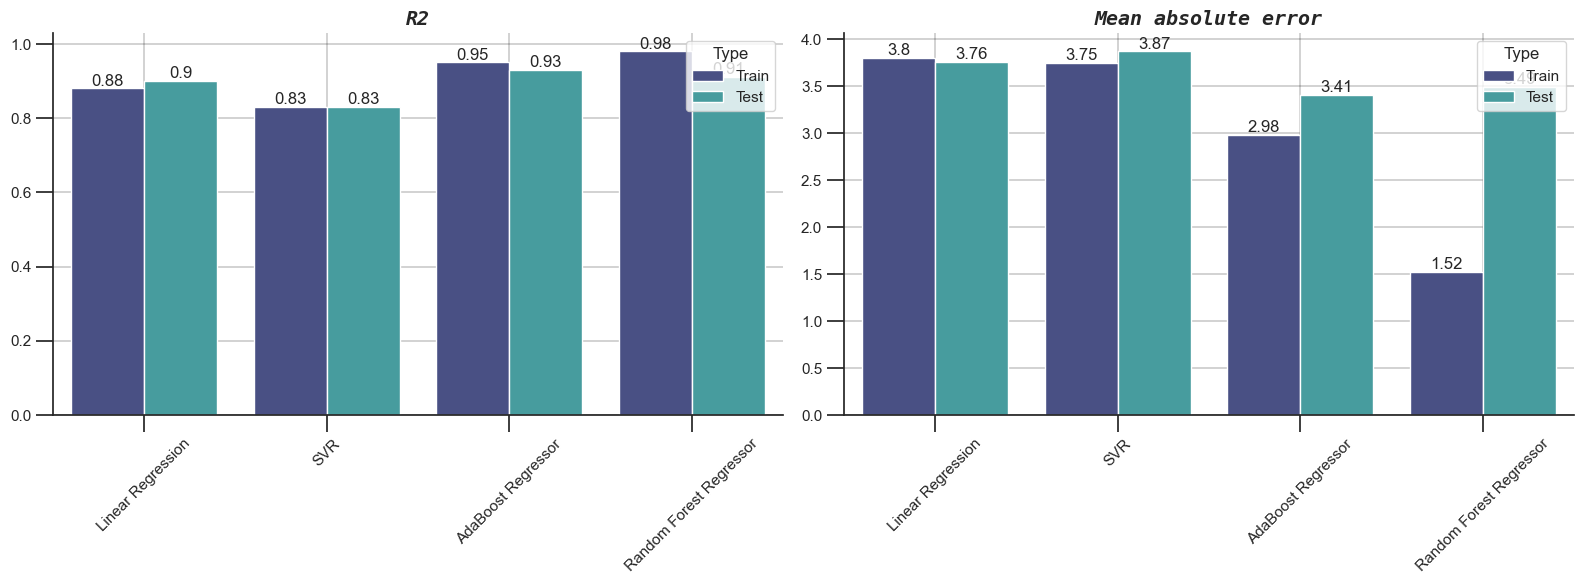 R2
1.0
0.8
0.6
0.4
0.2
0.0
0.88
0.9
0.83
0.83
0.95
0.93
0.98
0.91
Type
Train
Test
Linear Regression
SVR
AdaBoost Regressor
Random Forest Regressor
Mean absolute error
4.0
3.5
3.0
2.5
2.0
1.5
1.0
0.5
0.0
3.8
3.76
3.75
3.87
2.98
3.41
1.52
Type
Train
Test
Linear Regression
SVR
AdaBoost Regressor
Random Forest Regressor